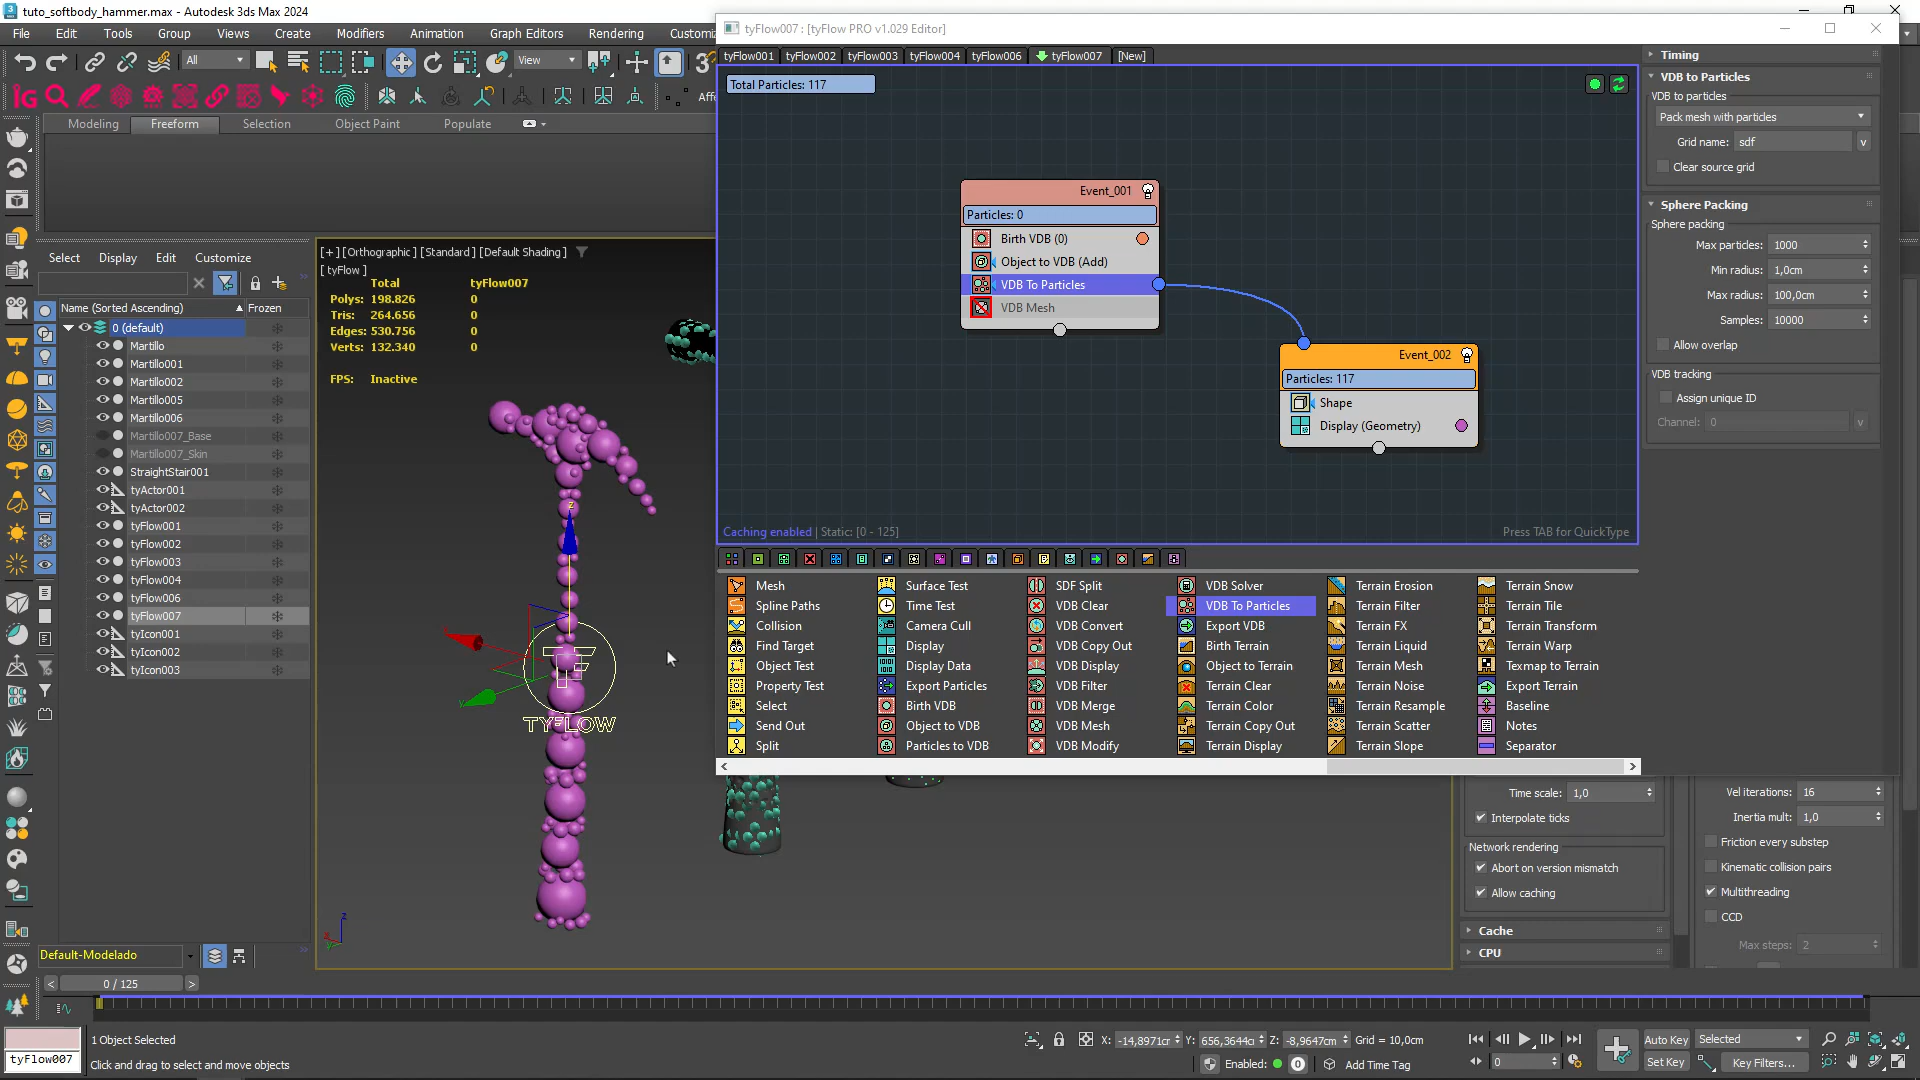 tuto_softbody_hammer.max - Autodesk 3ds Max 2024
File Edit Tools Group Views Create Modifiers Animation Graph Editors Rendering Customi
All View
Modeling Freeform Selection Object Paint Populate
Select Display Edit Customize
Name (Sorted Ascending) Frozen
0 (default)
Martillo
Martillo001
Martillo002
Martillo005
Martillo006
Martillo007_Base
Martillo007_Skin
StraightStair001
tyActor001
tyActor002
tyFlow001
tyFlow002
tyFlow003
tyFlow004
tyFlow006
tyFlow007
tyIcon001
tyIcon002
tyIcon003
Default-Modelado
[+] [Orthographic] [Standard] [Default Shading]
[ tyFlow ]
Total tyFlow007
Polys: 198.826 0
Tris: 264.656 0
Edges: 530.756 0
Verts: 132.340 0
FPS: Inactive
TYFLOW
tyFlow007 : [tyFlow PRO v1.029 Editor]
tyFlow001 tyFlow002 tyFlow003 tyFlow004 tyFlow006 tyFlow007 [New]
Total Particles: 117
Event_001
Particles: 0
Birth VDB (0)
Object to VDB (Add)
VDB To Particles
VDB Mesh
Event_002
Particles: 117
Shape
Display (Geometry)
Caching enabled | Static: [0 - 125]
Press TAB for QuickType
Mesh Surface Test SDF Split VDB Solver Terrain Erosion Terrain Snow
Spline Paths Time Test VDB Clear VDB To Particles Terrain Filter Terrain Tile
Collision Camera Cull VDB Convert Export VDB Terrain FX Terrain Transform
Find Target Display VDB Copy Out Birth Terrain Terrain Liquid Terrain Warp
Object Test Display Data VDB Display Object to Terrain Terrain Mesh Texmap to Terrain
Property Test Export Particles VDB Filter Terrain Clear Terrain Noise Export Terrain
Select Birth VDB VDB Merge Terrain Color Terrain Resample Baseline
Send Out Object to VDB VDB Mesh Terrain Copy Out Terrain Scatter Notes
Split Particles to VDB VDB Modify Terrain Display Terrain Slope Separator
Timing
VDB to Particles
VDB to particles
Pack mesh with particles
Grid name: sdf v
Clear source grid
Sphere Packing
Sphere packing
Max particles: 1000
Min radius: 1,0cm
Max radius: 100,0cm
Samples: 10000
Allow overlap
VDB tracking
Assign unique ID
Channel: 0 v
Time scale: 1,0
Interpolate ticks
Network rendering
Abort on version mismatch
Allow caching
Cache
CPU
Vel iterations: 16
Inertia mult: 1,0
Friction every substep
Kinematic collision pairs
Multithreading
CCD
Max steps: 2
0 / 125
tyFlow007
1 Object Selected
Click and drag to select and move objects
X: -14,8971cr Y: 656,3644cı Z: -8,9647cm Grid = 10,0cm
Enabled: 0 Add Time Tag
0
Auto Key Selected
Set Key Key Filters...